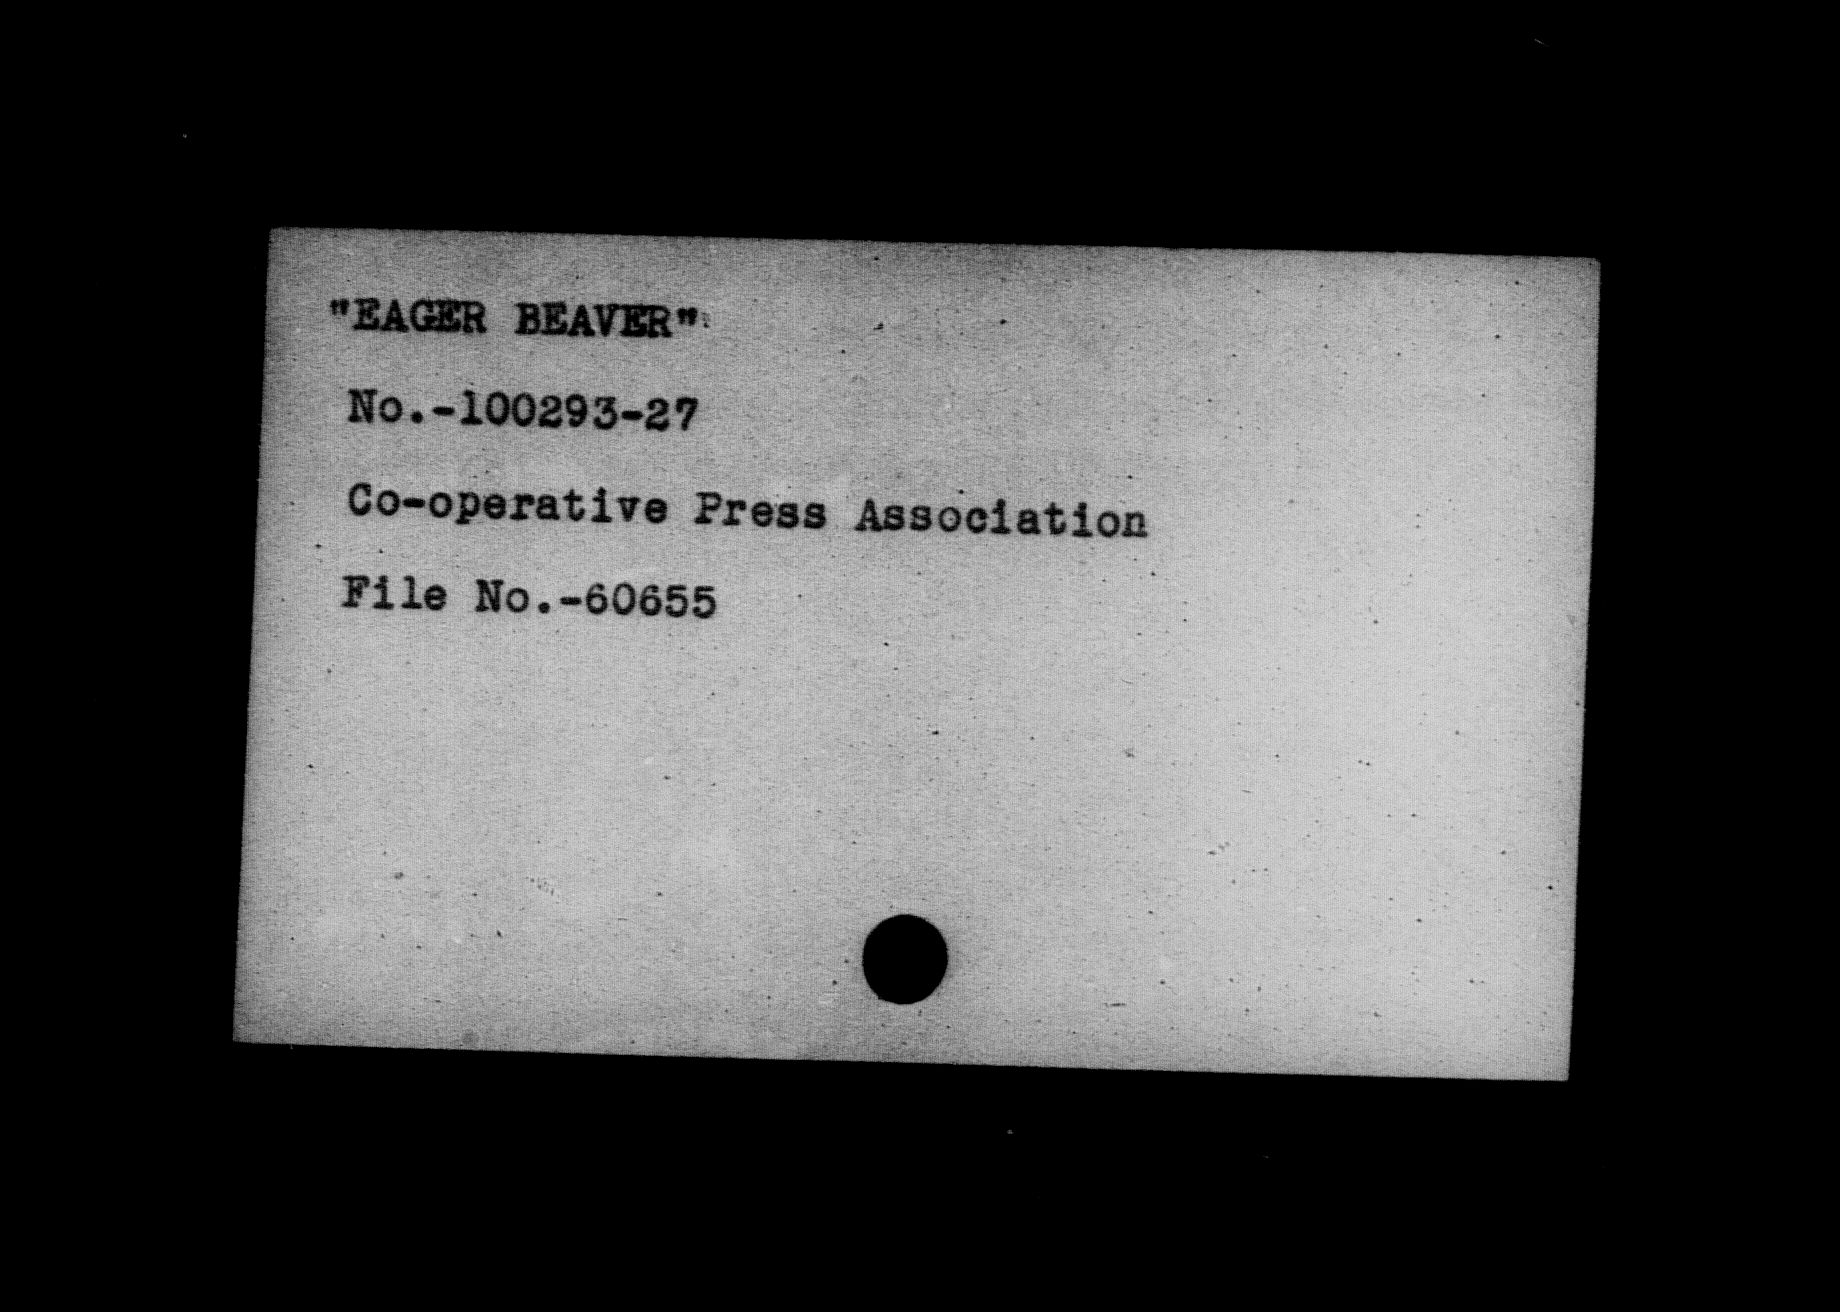 "EAGER BEAVER"
No.-100293-27
Co-operative Press Association
File No.-60655